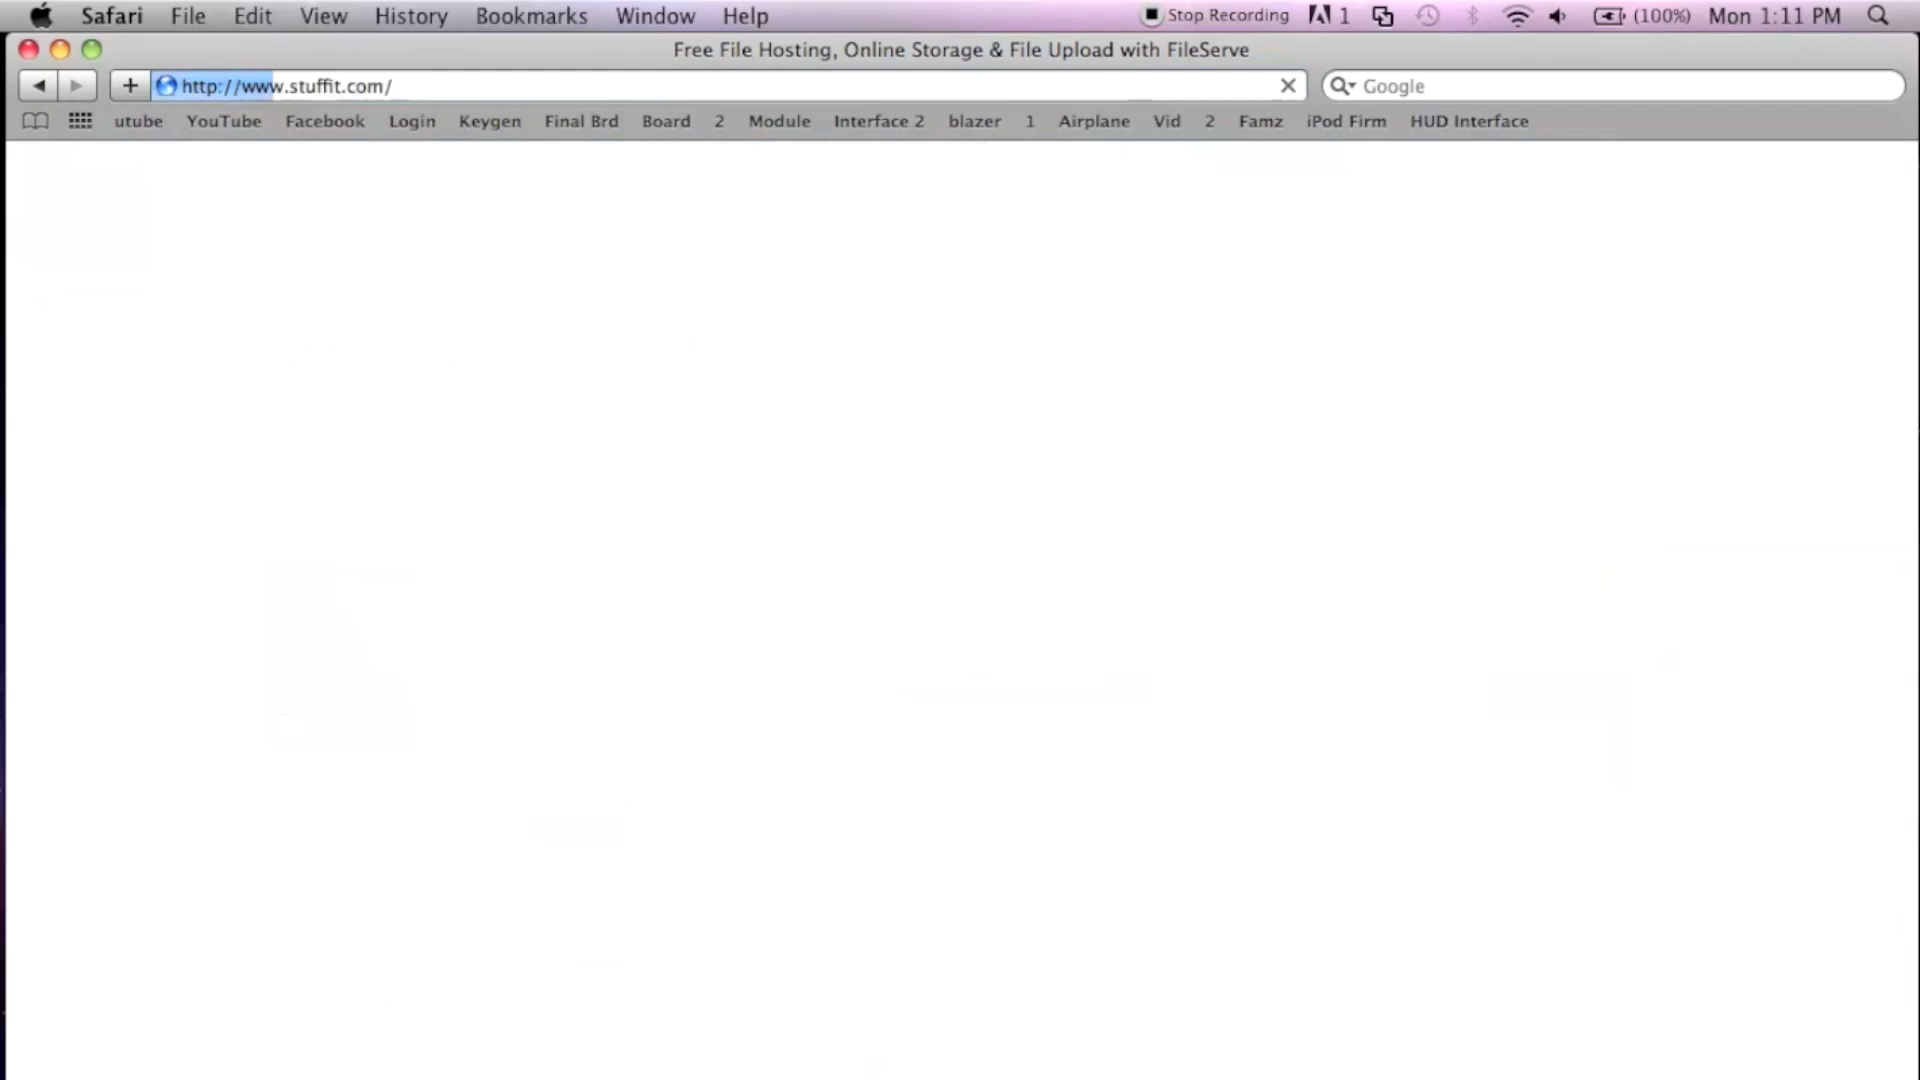 Safari File Edit View History Bookmarks Window Help Stop Recording 1 (100%) Mon 1:11 PM
Free File Hosting, Online Storage & File Upload with FileServe
http://www.stuffit.com/ Google
utube YouTube Facebook Login Keygen Final Brd Board 2 Module Interface 2 blazer 1 Airplane Vid 2 Famz iPod Firm HUD Interface